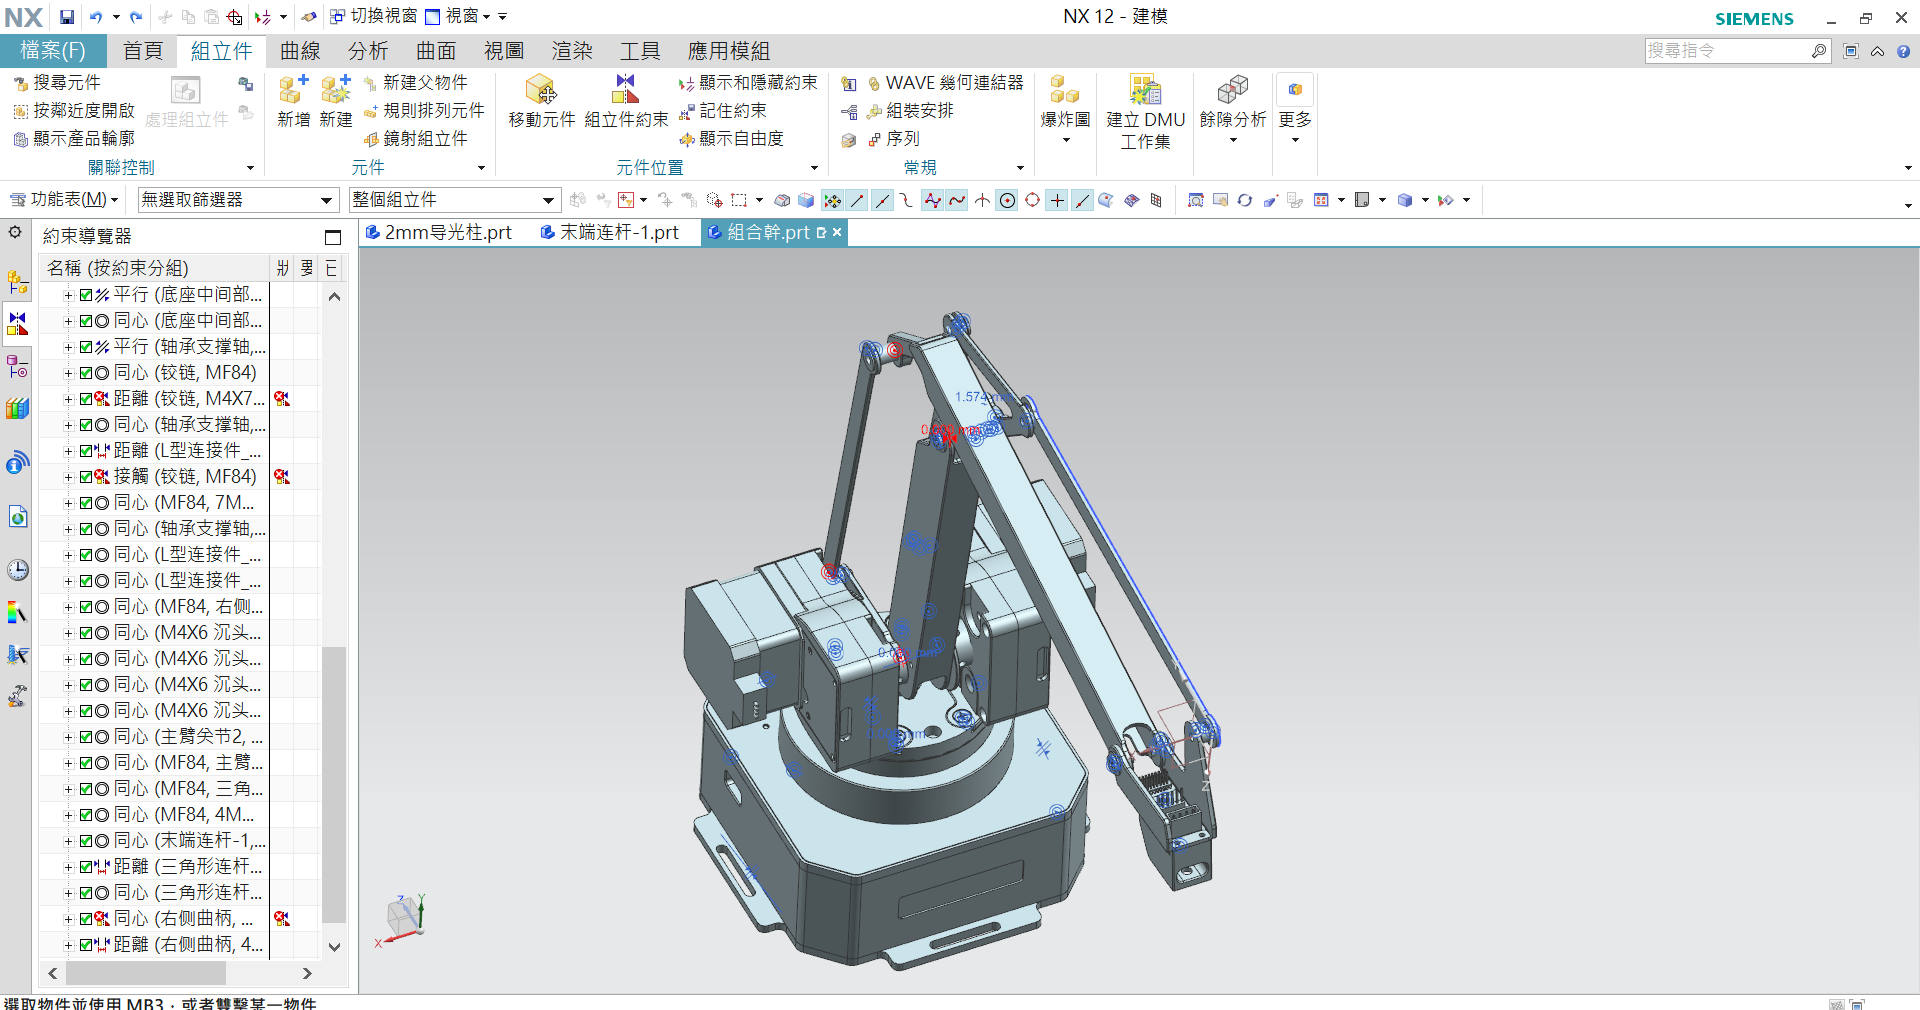 NX 切換視窗 視窗 NX 12 - 建模 SIEMENS
檔案(F) 首頁 組立件 曲線 分析 曲面 視圖 渲染 工具 應用模組 搜尋指令
搜尋元件
按鄰近度開啟
顯示產品輪廓
處理組立件
關聯控制
新增 新建
新建父物件
規則排列元件
鏡射組立件
元件
移動元件 組立件約束
顯示和隱藏約束
記住約束
顯示自由度
元件位置
WAVE 幾何連結器
組裝安排
序列
常規
爆炸圖
建立 DMU
工作集
餘隙分析
更多
功能表(M) 無選取篩選器 整個組立件
約束導覽器
2mm导光柱.prt 末端连杆-1.prt 組合幹.prt
名稱 (按約束分組)
平行 (底座中间部...
同心 (底座中间部...
平行 (轴承支撑轴,...
同心 (铰链, MF84)
距離 (铰链, M4X7...
同心 (轴承支撑轴,...
距離 (L型连接件_...
接觸 (铰链, MF84)
同心 (MF84, 7M...
同心 (轴承支撑轴,...
同心 (L型连接件_...
同心 (L型连接件_...
同心 (MF84, 右侧...
同心 (M4X6 沉头...
同心 (M4X6 沉头...
同心 (M4X6 沉头...
同心 (M4X6 沉头...
同心 (主臂关节2, ...
同心 (MF84, 主臂...
同心 (MF84, 三角...
同心 (MF84, 4M...
同心 (末端连杆-1,...
距離 (三角形连杆...
同心 (三角形连杆...
同心 (右侧曲柄, ...
距離 (右侧曲柄, 4...
1.574
Z Y
X
選取物件並使用 MB3，或者雙擊某一物件